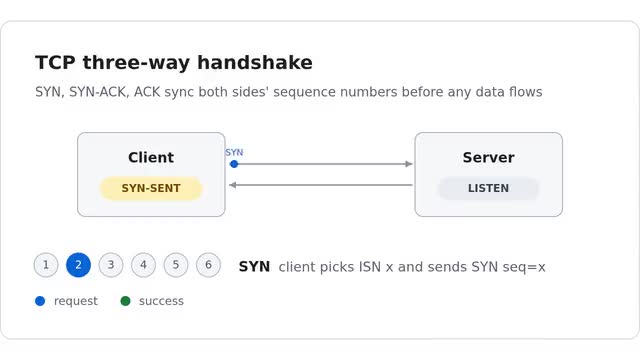 TCP three-way handshake
SYN, SYN-ACK, ACK sync both sides' sequence numbers before any data flows
Client
SYN-SENT
SYN
Server
LISTEN
1 2 3 4 5 6 SYN client picks ISN x and sends SYN seq=x
request success